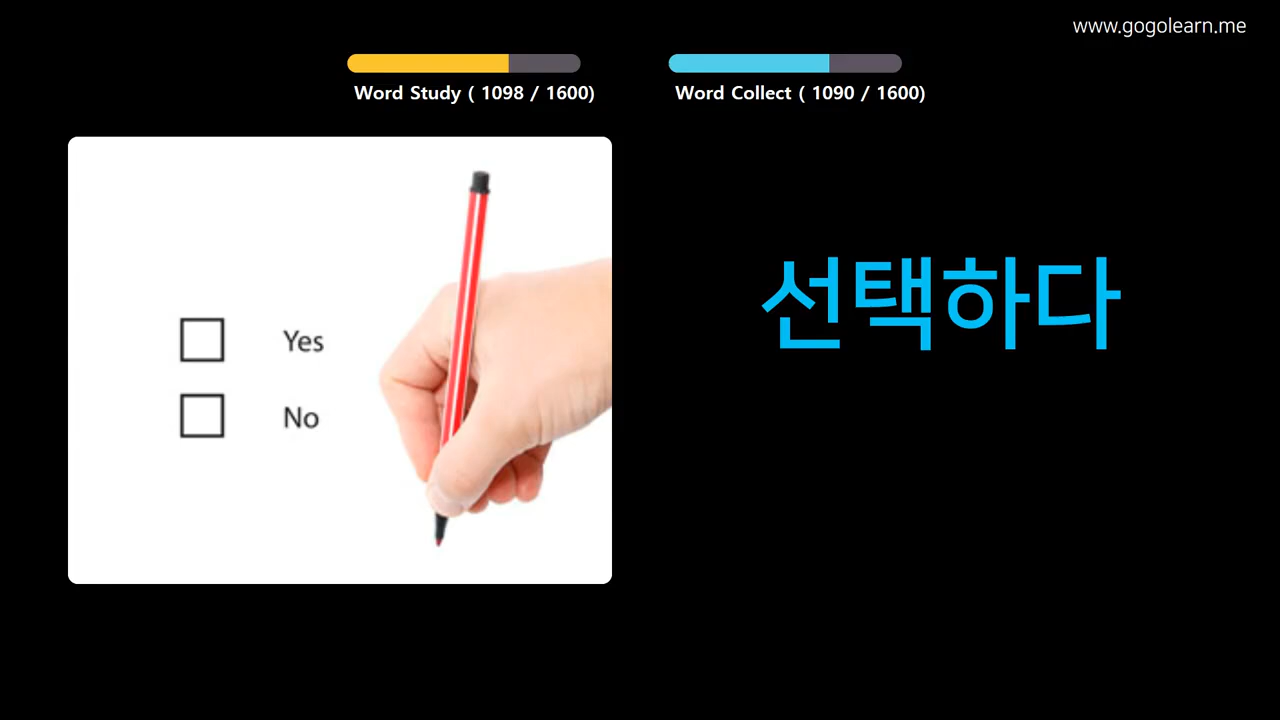 www.gogolearn.me
Word Study ( 1098 / 1600)
Word Collect ( 1090 / 1600)
Yes
No
선택하다